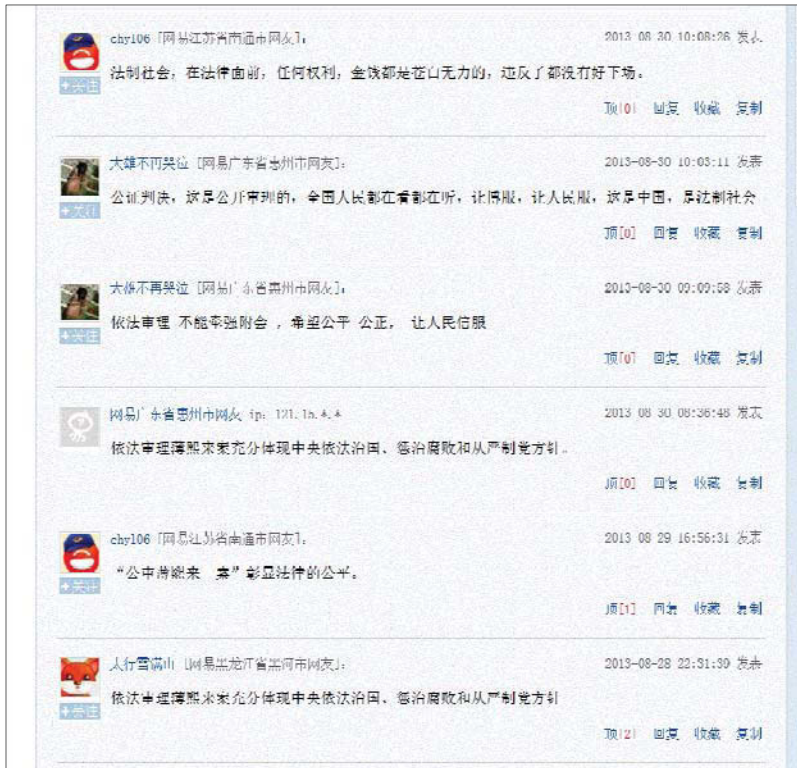 chy106 [网易江苏省南通市网友]:
2013-08-30 10:08:26 发表
+关注
法制社会，在法律面前，任何权利，金钱都是苍白无力的，违反了都没有好下场。
顶[0] 回复 收藏 复制
大雄不再哭泣 [网易广东省惠州市网友]:
2013-08-30 10:03:11 发表
+关注
公证判决，这是公开审理的，全国人民都在看都在听，让佛服，让人民服，这是中国，是法制社会
顶[0] 回复 收藏 复制
大雄不再哭泣 [网易广东省惠州市网友]:
2013-08-30 09:09:58 发表
+关注
依法审理 不能牵强附会 ，希望公平 公正， 让人民信服
顶[0] 回复 收藏 复制
网易广东省惠州市网友 ip: 121.15.*.*
2013-08-30 08:36:48 发表
依法审理薄熙来案充分体现中央依法治国、惩治腐败和从严制党方针。
顶[0] 回复 收藏 复制
chy106 [网易江苏省南通市网友]:
2013-08-29 16:56:31 发表
+关注
“公审薄熙来一案”彰显法律的公平。
顶[1] 回复 收藏 复制
太行雪满山 [网易黑龙江省黑河市网友]:
2013-08-28 22:31:39 发表
+关注
依法审理薄熙来案充分体现中央依法治国、惩治腐败和从严制党方针
顶[2] 回复 收藏 复制